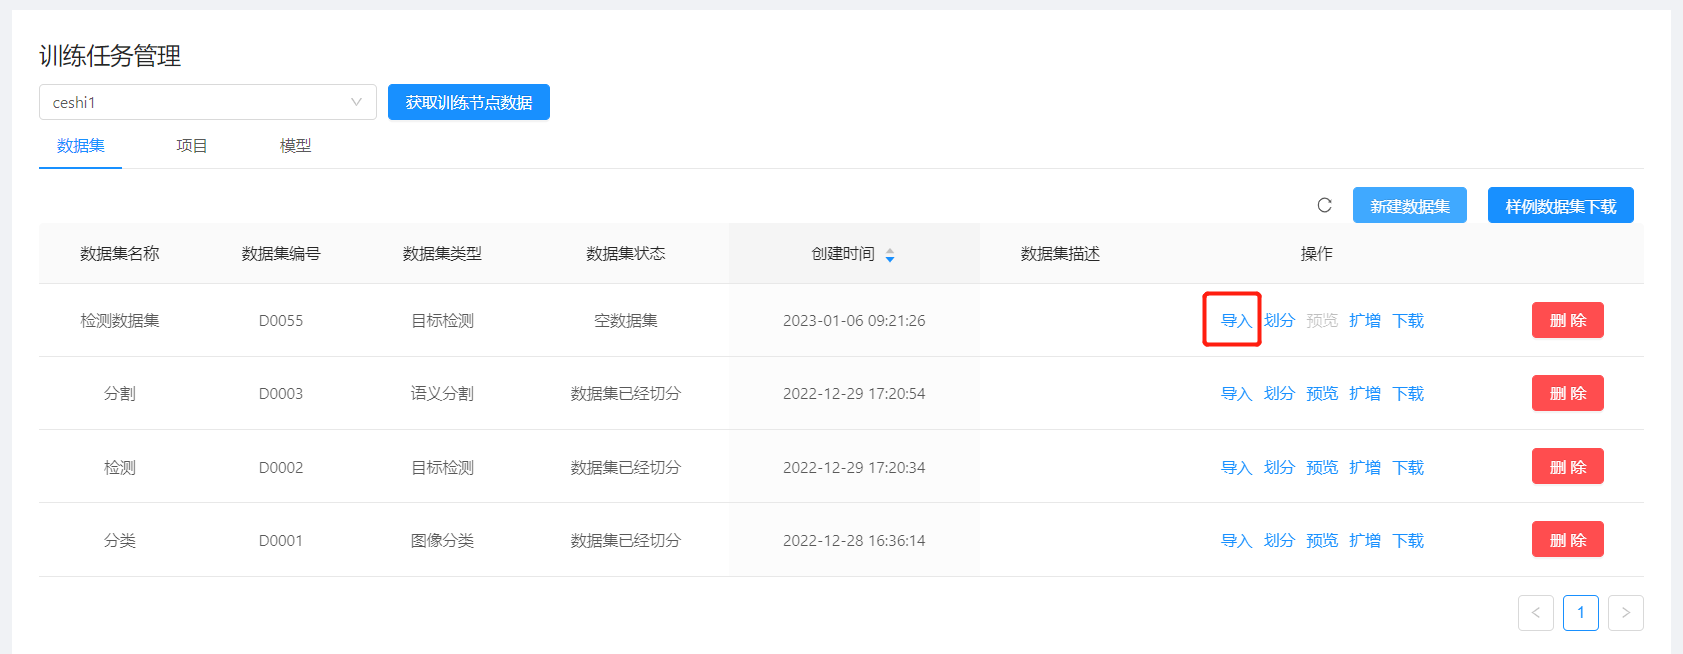 训练任务管理
ceshi1 获取训练节点数据
数据集 项目 模型
新建数据集 样例数据集下载
数据集名称 数据集编号 数据集类型 数据集状态 创建时间 数据集描述 操作
检测数据集 D0055 目标检测 空数据集 2023-01-06 09:21:26 导入 划分 预览 扩增 下载 删 除
分割 D0003 语义分割 数据集已经切分 2022-12-29 17:20:54 导入 划分 预览 扩增 下载 删 除
检测 D0002 目标检测 数据集已经切分 2022-12-29 17:20:34 导入 划分 预览 扩增 下载 删 除
分类 D0001 图像分类 数据集已经切分 2022-12-28 16:36:14 导入 划分 预览 扩增 下载 删 除
< 1 >